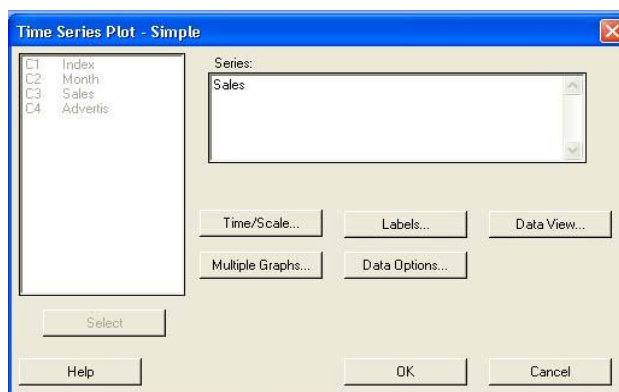 Time Series Plot - Simple
C1 Index
C2 Month
C3 Sales
C4 Advertis
Series:
Sales
Time/Scale...
Labels...
Data View...
Multiple Graphs...
Data Options...
Select
Help
OK
Cancel